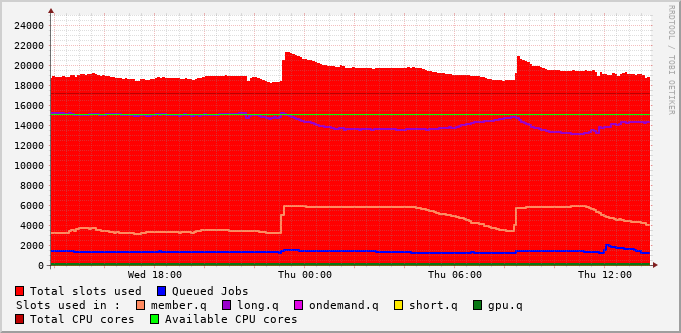 RRDTOOL / TOBI OETIKER
24000
22000
20000
18000
16000
14000
12000
10000
8000
6000
4000
2000
0
Wed 18:00 Thu 00:00 Thu 06:00 Thu 12:00
Total slots used Queued Jobs
Slots used in : member.q long.q ondemand.q short.q gpu.q
Total CPU cores Available CPU cores